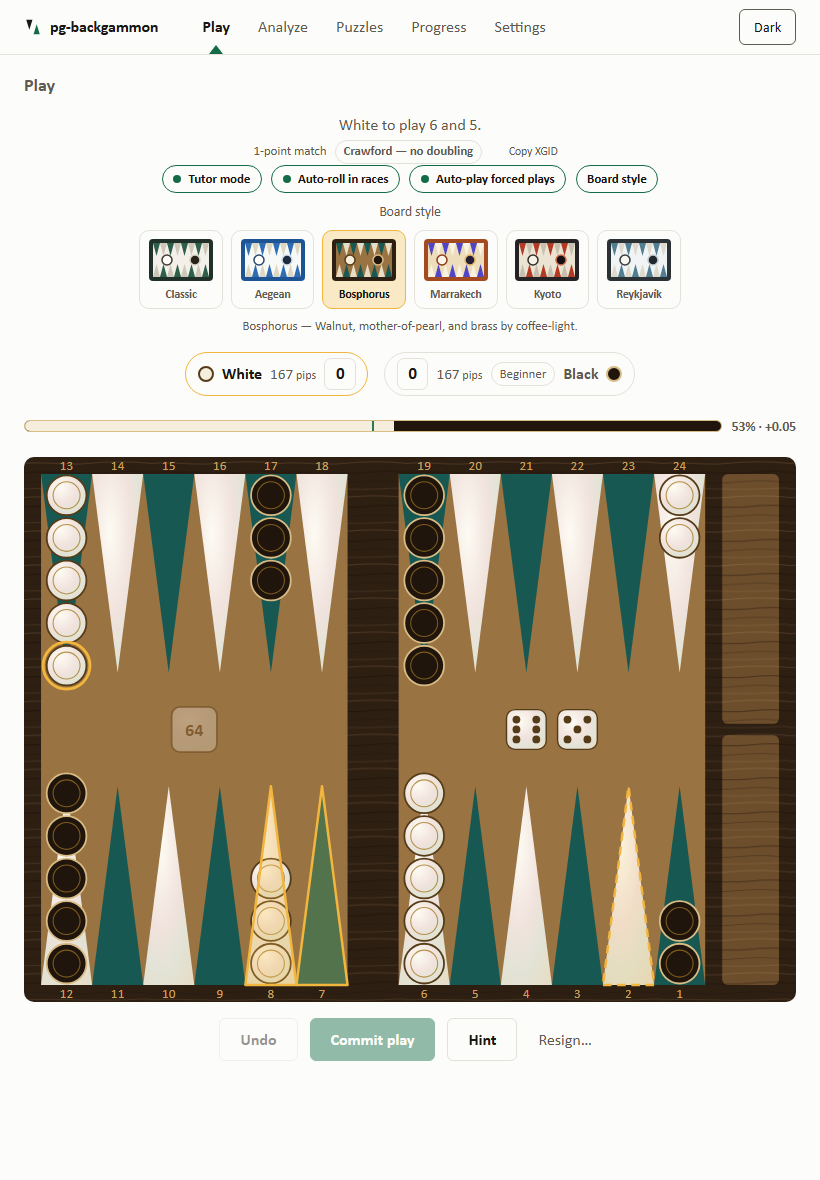 pg-backgammon Play Analyze Puzzles Progress Settings Dark
Play
White to play 6 and 5.
1-point match Crawford — no doubling Copy XGID
Tutor mode Auto-roll in races Auto-play forced plays Board style
Board style
Classic Aegean Bosphorus Marrakech Kyoto Reykjavík
Bosphorus — Walnut, mother-of-pearl, and brass by coffee-light.
White 167 pips 0 0 167 pips Beginner Black
53% · +0.05
13 14 15 16 17 18 19 20 21 22 23 24
64
12 11 10 9 8 7 6 5 4 3 2 1
Undo Commit play Hint Resign...